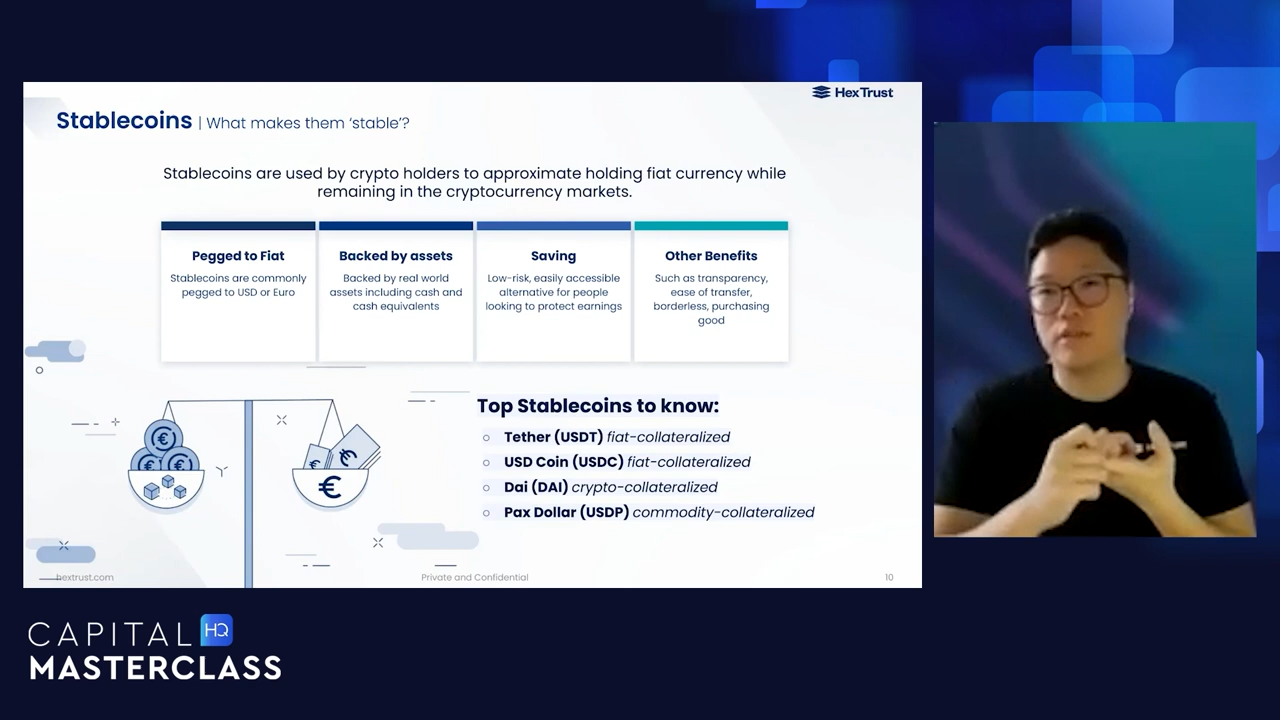 HexTrust
Stablecoins | What makes them ‘stable’?
Stablecoins are used by crypto holders to approximate holding fiat currency while
remaining in the cryptocurrency markets.
Pegged to Fiat
Stablecoins are commonly
pegged to USD or Euro
Backed by assets
Backed by real world
assets including cash and
cash equivalents
Saving
Low-risk, easily accessible
alternative for people
looking to protect earnings
Other Benefits
Such as transparency,
ease of transfer,
borderless, purchasing
good
€
€ €
€ €
€
Top Stablecoins to know:
Tether (USDT) fiat-collateralized
USD Coin (USDC) fiat-collateralized
Dai (DAI) crypto-collateralized
Pax Dollar (USDP) commodity-collateralized
hextrust.com
Private and Confidential
10
CAPITAL HQ
MASTERCLASS